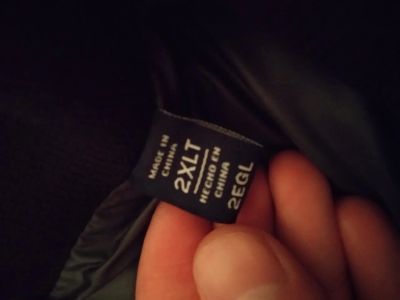 MADE IN
CHINA
2XLT
HECHO EN
CHINA
2EGL